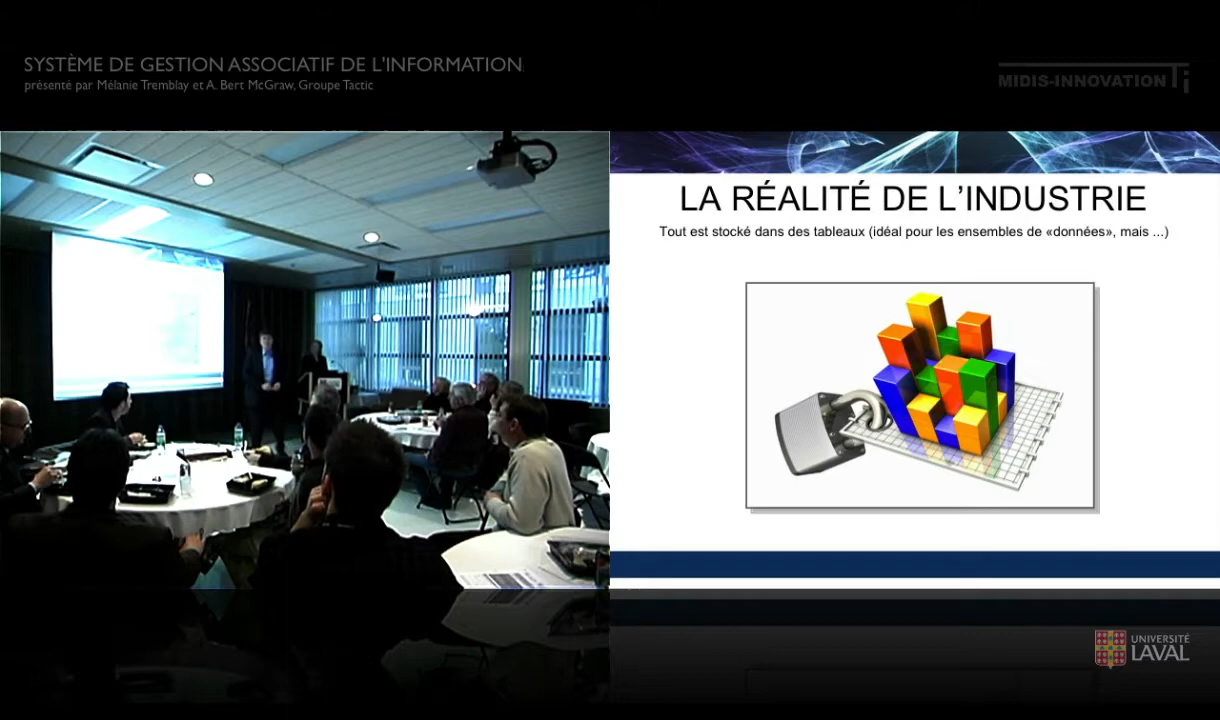 SYSTÈME DE GESTION ASSOCIATIF DE L'INFORMATION
présenté par Mélanie Tremblay et A. Bert McGraw, Groupe Tactic
MIDIS-INNOVATION Ti
LA RÉALITÉ DE L'INDUSTRIE
Tout est stocké dans des tableaux (idéal pour les ensembles de «données», mais ...)
UNIVERSITÉ
LAVAL